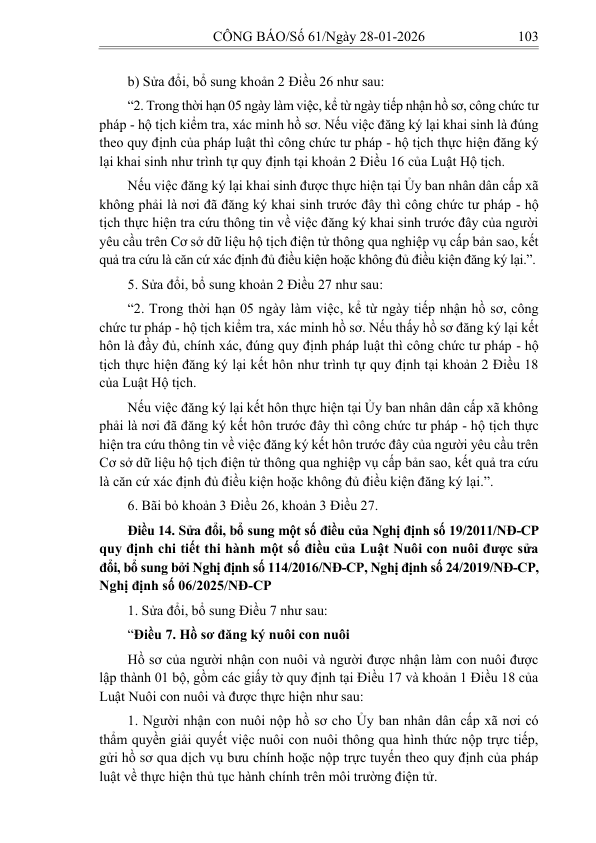 CÔNG BÁO/Số 61/Ngày 28-01-2026 103
b) Sửa đổi, bổ sung khoản 2 Điều 26 như sau:
“2. Trong thời hạn 05 ngày làm việc, kể từ ngày tiếp nhận hồ sơ, công chức tư
pháp - hộ tịch kiểm tra, xác minh hồ sơ. Nếu việc đăng ký lại khai sinh là đúng
theo quy định của pháp luật thì công chức tư pháp - hộ tịch thực hiện đăng ký
lại khai sinh như trình tự quy định tại khoản 2 Điều 16 của Luật Hộ tịch.
Nếu việc đăng ký lại khai sinh được thực hiện tại Ủy ban nhân dân cấp xã
không phải là nơi đã đăng ký khai sinh trước đây thì công chức tư pháp - hộ
tịch thực hiện tra cứu thông tin về việc đăng ký khai sinh trước đây của người
yêu cầu trên Cơ sở dữ liệu hộ tịch điện tử thông qua nghiệp vụ cấp bản sao, kết
quả tra cứu là căn cứ xác định đủ điều kiện hoặc không đủ điều kiện đăng ký lại.”.
5. Sửa đổi, bổ sung khoản 2 Điều 27 như sau:
“2. Trong thời hạn 05 ngày làm việc, kể từ ngày tiếp nhận hồ sơ, công
chức tư pháp - hộ tịch kiểm tra, xác minh hồ sơ. Nếu thấy hồ sơ đăng ký lại kết
hôn là đầy đủ, chính xác, đúng quy định pháp luật thì công chức tư pháp - hộ
tịch thực hiện đăng ký lại kết hôn như trình tự quy định tại khoản 2 Điều 18
của Luật Hộ tịch.
Nếu việc đăng ký lại kết hôn thực hiện tại Ủy ban nhân dân cấp xã không
phải là nơi đã đăng ký kết hôn trước đây thì công chức tư pháp - hộ tịch thực
hiện tra cứu thông tin về việc đăng ký kết hôn trước đây của người yêu cầu trên
Cơ sở dữ liệu hộ tịch điện tử thông qua nghiệp vụ cấp bản sao, kết quả tra cứu
là căn cứ xác định đủ điều kiện hoặc không đủ điều kiện đăng ký lại.”.
6. Bãi bỏ khoản 3 Điều 26, khoản 3 Điều 27.
Điều 14. Sửa đổi, bổ sung một số điều của Nghị định số 19/2011/NĐ-CP
quy định chi tiết thi hành một số điều của Luật Nuôi con nuôi được sửa
đổi, bổ sung bởi Nghị định số 114/2016/NĐ-CP, Nghị định số 24/2019/NĐ-CP,
Nghị định số 06/2025/NĐ-CP
1. Sửa đổi, bổ sung Điều 7 như sau:
“Điều 7. Hồ sơ đăng ký nuôi con nuôi
Hồ sơ của người nhận con nuôi và người được nhận làm con nuôi được
lập thành 01 bộ, gồm các giấy tờ quy định tại Điều 17 và khoản 1 Điều 18 của
Luật Nuôi con nuôi và được thực hiện như sau:
1. Người nhận con nuôi nộp hồ sơ cho Ủy ban nhân dân cấp xã nơi có
thẩm quyền giải quyết việc nuôi con nuôi thông qua hình thức nộp trực tiếp,
gửi hồ sơ qua dịch vụ bưu chính hoặc nộp trực tuyến theo quy định của pháp
luật về thực hiện thủ tục hành chính trên môi trường điện tử.